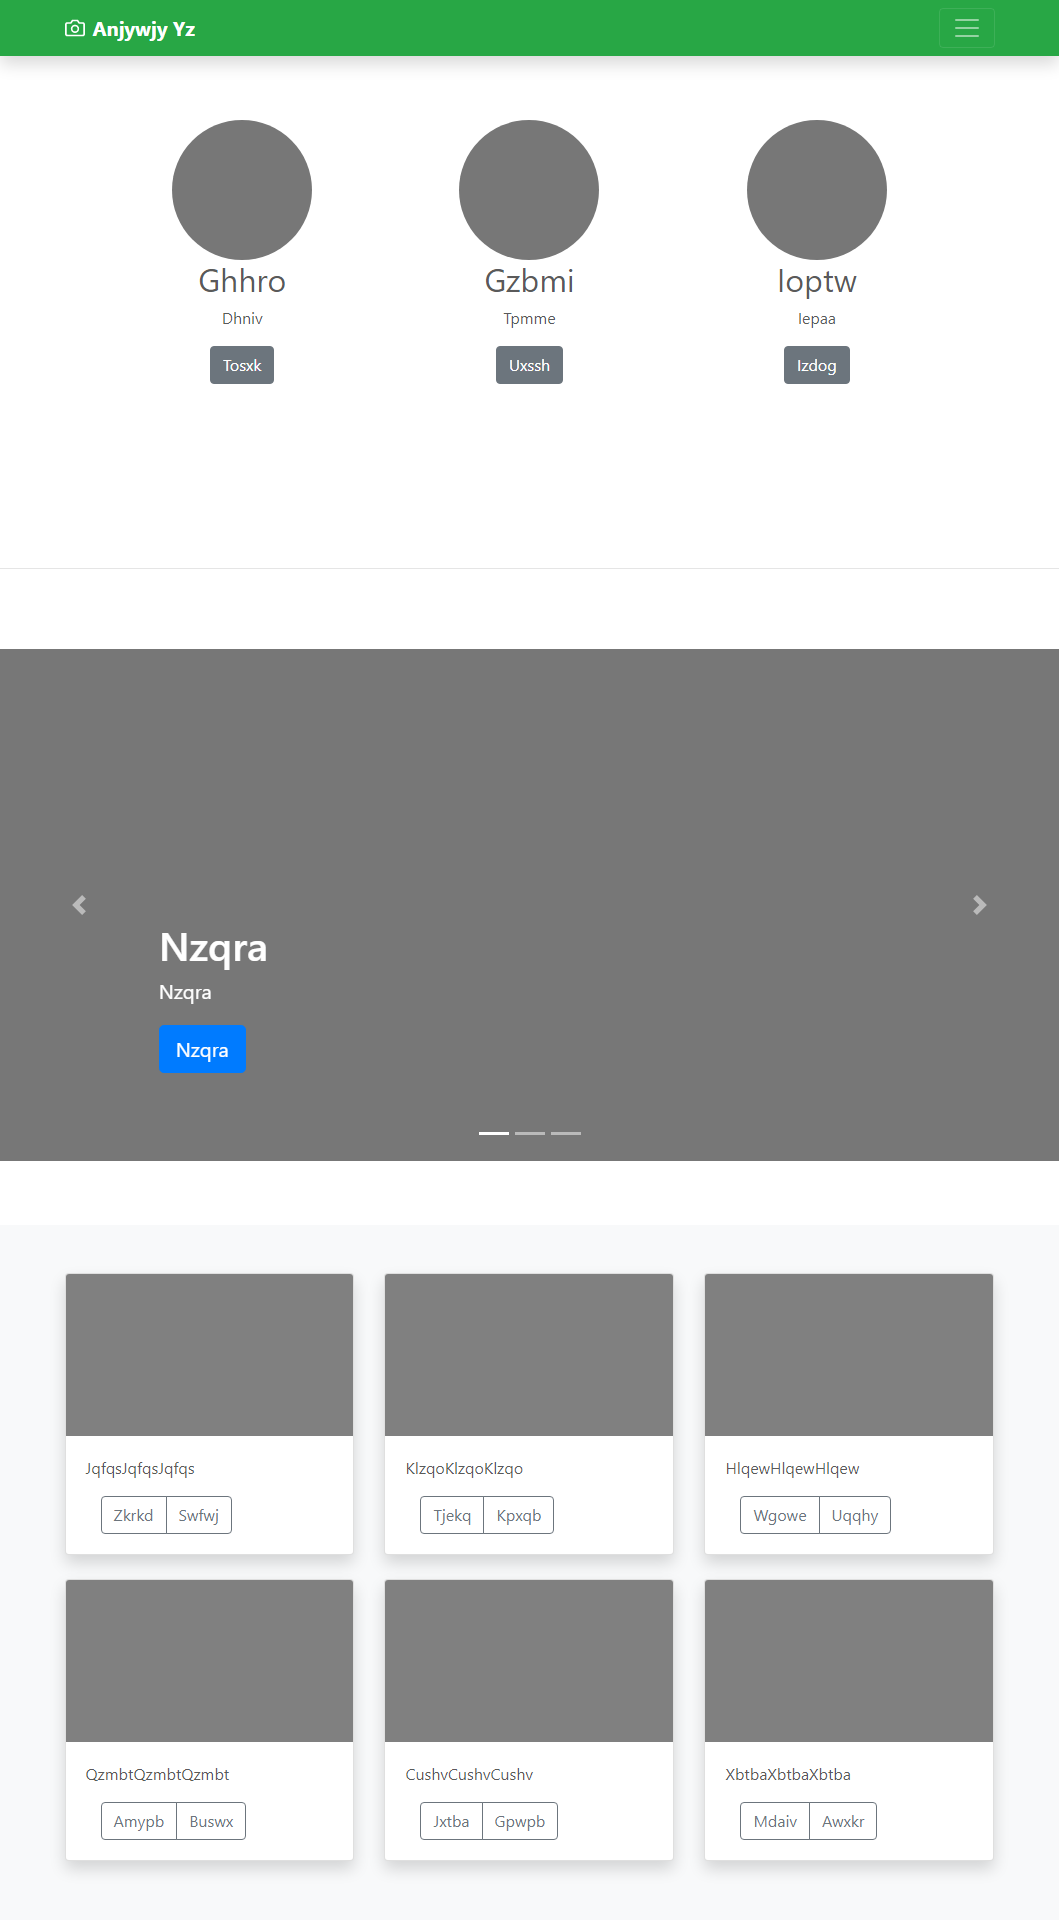 Anjywjy Yz
Ghhro
Gzbmi
Ioptw
Dhniv
Tpmme
Iepaa
Tosxk
Uxssh
Izdog
Nzqra
Nzqra
Nzqra
JqfqsJqfqsJqfqs
KlzqoKlzqoKlzqo
HlqewHlqewHlqew
Zkrkd Swfwj
Tjekq Kpxqb
Wgowe Uqqhy
QzmbtQzmbtQzmbt
CushvCushvCushv
XbtbaXbtbaXbtba
Amypb Buswx
Jxtba Gpwpb
Mdaiv Awxkr